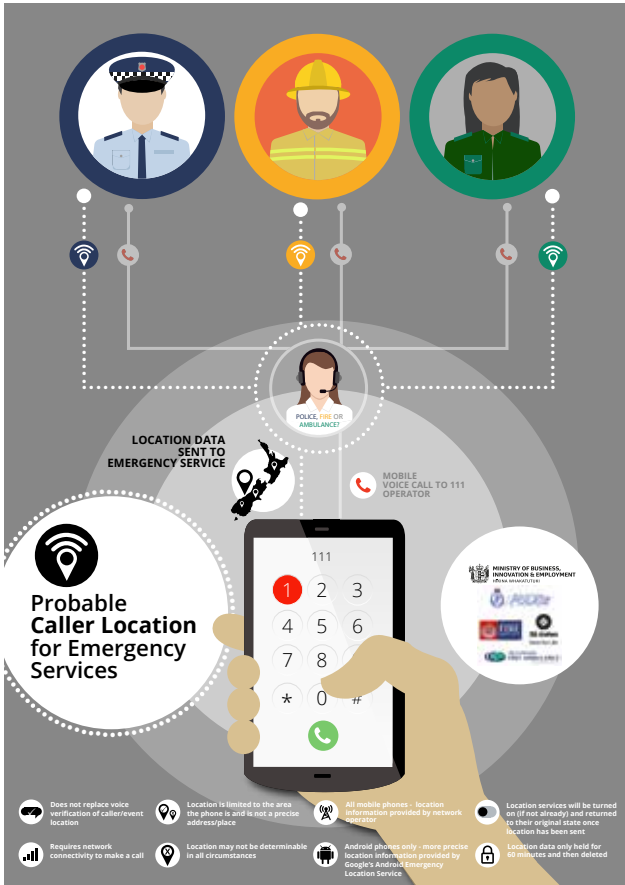 POLICE, FIRE OR
AMBULANCE?
LOCATION DATA
SENT TO
EMERGENCY SERVICE
MOBILE
VOICE CALL TO 111
OPERATOR
Probable
Caller Location
for Emergency
Services
111
1 2 3
4 5 6
7 8
* 0 #
MINISTRY OF BUSINESS,
INNOVATION & EMPLOYMENT
HĪKINA WHAKATUTUKI
Does not replace voice
verification of caller/event
location
Location is limited to the area
the phone is and is not a precise
address/place
All mobile phones - location
information provided by network
operator
Location services will be turned
on (if not already) and returned
to their original state once
location has been sent
Requires network
connectivity to make a call
Location may not be determinable
in all circumstances
Android phones only - more precise
location information provided by
Google's Android Emergency
Location Service
Location data only held for
60 minutes and then deleted